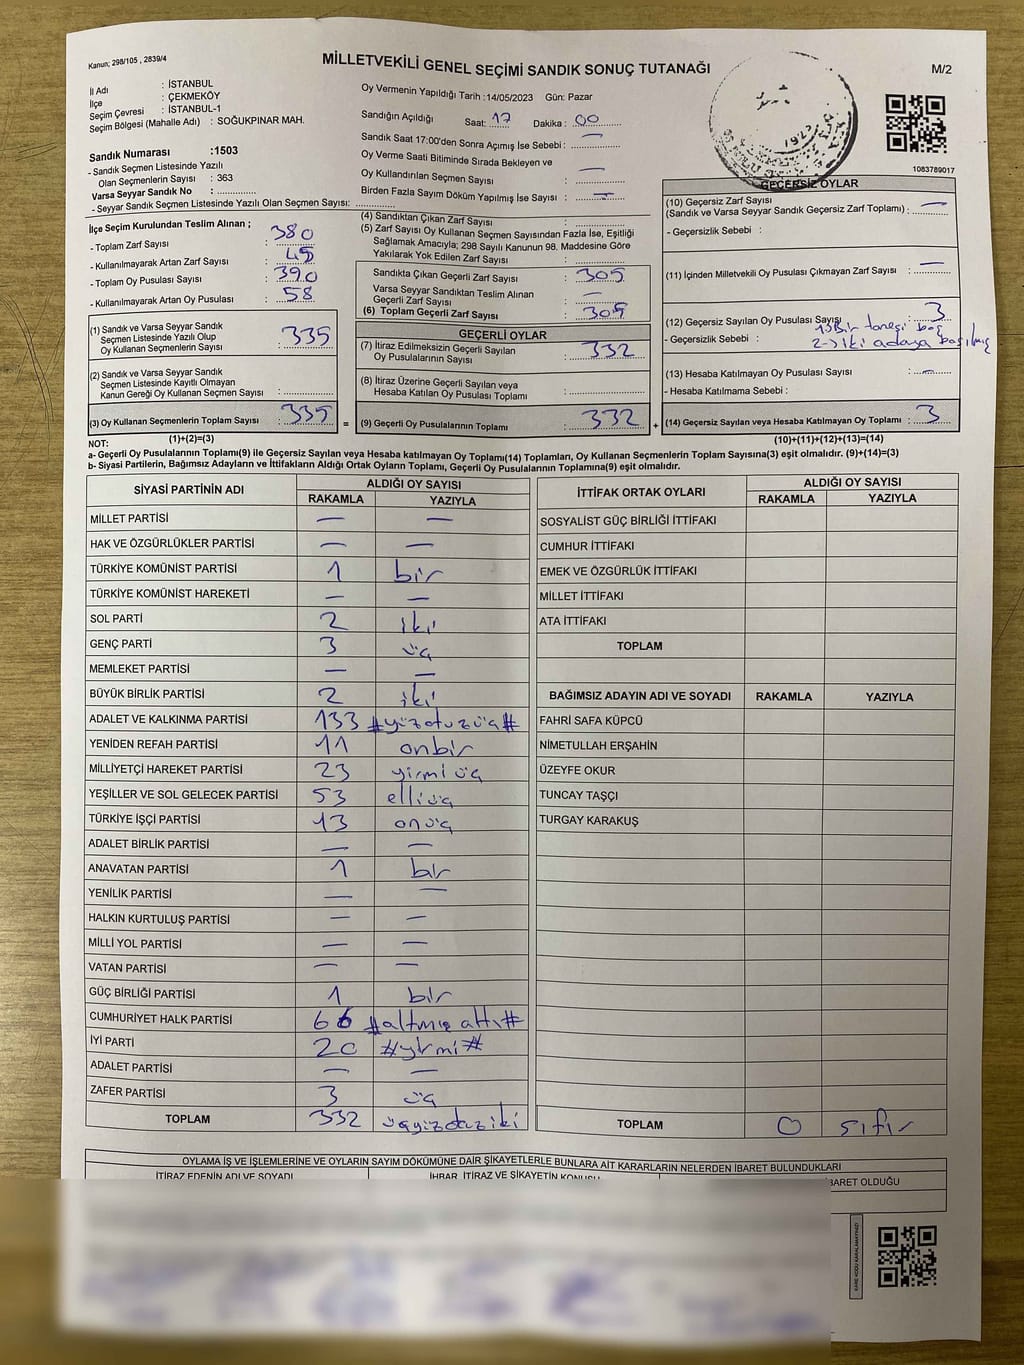 Kanun; 298/105 , 2839/4
MİLLETVEKİLİ GENEL SEÇİMİ SANDIK SONUÇ TUTANAĞI
M/2
İl Adı : İSTANBUL
İlçe : ÇEKMEKÖY
Seçim Çevresi : İSTANBUL-1
Seçim Bölgesi (Mahalle Adı) : SOĞUKPINAR MAH.
Sandık Numarası :1503
- Sandık Seçmen Listesinde Yazılı
Olan Seçmenlerin Sayısı : 363
Varsa Seyyar Sandık No :
- Seyyar Sandık Seçmen Listesinde Yazılı Olan Seçmen Sayısı:
Oy Vermenin Yapıldığı Tarih :14/05/2023 Gün: Pazar
Sandığın Açıldığı Saat: 17 Dakika : 00
Sandık Saat 17:00'den Sonra Açımış İse Sebebi : —
Oy Verme Saati Bitiminde Sırada Bekleyen ve
Oy Kullandırılan Seçmen Sayısı : —
Birden Fazla Sayım Döküm Yapılmış İse Sayısı : —
1083789017
İlçe Seçim Kurulundan Teslim Alınan ;
- Toplam Zarf Sayısı : 380
- Kullanılmayarak Artan Zarf Sayısı : 45
- Toplam Oy Pusulası Sayısı : 390
- Kullanılmayarak Artan Oy Pusulası : 58
(1) Sandık ve Varsa Seyyar Sandık
Seçmen Listesinde Yazılı Olup
Oy Kullanan Seçmenlerin Sayısı : 335
(2) Sandık ve Varsa Seyyar Sandık
Seçmen Listesinde Kayıtlı Olmayan
Kanun Gereği Oy Kullanan Seçmen Sayısı :
(3) Oy Kullanan Seçmenlerin Toplam Sayısı : 335
(1)+(2)=(3)
(4) Sandıktan Çıkan Zarf Sayısı :
(5) Zarf Sayısı Oy Kullanan Seçmen Sayısından Fazla İse, Eşitliği
Sağlamak Amacıyla; 298 Sayılı Kanunun 98. Maddesine Göre
Yakılarak Yok Edilen Zarf Sayısı :
Sandıkta Çıkan Geçerli Zarf Sayısı : 305
Varsa Seyyar Sandıktan Teslim Alınan
Geçerli Zarf Sayısı : —
(6) Toplam Geçerli Zarf Sayısı : 305
GEÇERLİ OYLAR
(7) İtiraz Edilmeksizin Geçerli Sayılan
Oy Pusulalarının Sayısı : 332
(8) İtiraz Üzerine Geçerli Sayılan veya
Hesaba Katılan Oy Pusulası Toplamı :
= (9) Geçerli Oy Pusulalarının Toplamı : 332
GEÇERSİZ OYLAR
(10) Geçersiz Zarf Sayısı
(Sandık ve Varsa Seyyar Sandık Geçersiz Zarf Toplamı) : —
- Geçersizlik Sebebi :
(11) İçinden Milletvekili Oy Pusulası Çıkmayan Zarf Sayısı : —
(12) Geçersiz Sayılan Oy Pusulası Sayısı : 3
- Geçersizlik Sebebi : 1→Bir tanesi boş
2→iki adaya basılmış
(13) Hesaba Katılmayan Oy Pusulası Sayısı : —
- Hesaba Katılmama Sebebi :
+ (14) Geçersiz Sayılan veya Hesaba Katılmayan Oy Toplamı : 3
(10)+(11)+(12)+(13)=(14)
NOT:
a- Geçerli Oy Pusulalarının Toplamı(9) ile Geçersiz Sayılan veya Hesaba katılmayan Oy Toplamı(14) Toplamları, Oy Kullanan Seçmenlerin Toplam Sayısına(3) eşit olmalıdır. (9)+(14)=(3)
b- Siyasi Partilerin, Bağımsız Adayların ve İttifakların Aldığı Ortak Oyların Toplamı, Geçerli Oy Pusulalarının Toplamına(9) eşit olmalıdır.
SİYASİ PARTİNİN ADI ALDIĞI OY SAYISI
RAKAMLA YAZIYLA
MİLLET PARTİSİ — —
HAK VE ÖZGÜRLÜKLER PARTİSİ — —
TÜRKİYE KOMÜNİST PARTİSİ 1 bir
TÜRKİYE KOMÜNİST HAREKETİ — —
SOL PARTİ 2 iki
GENÇ PARTİ 3 üç
MEMLEKET PARTİSİ — —
BÜYÜK BİRLİK PARTİSİ 2 iki
ADALET VE KALKINMA PARTİSİ 133 #yüzotuzüç#
YENİDEN REFAH PARTİSİ 11 onbir
MİLLİYETÇİ HAREKET PARTİSİ 23 yirmi üç
YEŞİLLER VE SOL GELECEK PARTİSİ 53 elliüç
TÜRKİYE İŞÇİ PARTİSİ 13 onüç
ADALET BİRLİK PARTİSİ — —
ANAVATAN PARTİSİ 1 bir
YENİLİK PARTİSİ — —
HALKIN KURTULUŞ PARTİSİ — —
MİLLİ YOL PARTİSİ — —
VATAN PARTİSİ — —
GÜÇ BİRLİĞİ PARTİSİ 1 bir
CUMHURİYET HALK PARTİSİ 66 #altmış altı#
İYİ PARTİ 20 #yirmi#
ADALET PARTİSİ — —
ZAFER PARTİSİ 3 üç
TOPLAM 332 üçyüzotuziki
İTTİFAK ORTAK OYLARI ALDIĞI OY SAYISI
RAKAMLA YAZIYLA
SOSYALİST GÜÇ BİRLİĞİ İTTİFAKI
CUMHUR İTTİFAKI
EMEK VE ÖZGÜRLÜK İTTİFAKI
MİLLET İTTİFAKI
ATA İTTİFAKI
TOPLAM
BAĞIMSIZ ADAYIN ADI VE SOYADI RAKAMLA YAZIYLA
FAHRİ SAFA KÜPCÜ
NİMETULLAH ERŞAHİN
ÜZEYFE OKUR
TUNCAY TAŞÇI
TURGAY KARAKUŞ
TOPLAM 0 sıfır
OYLAMA İŞ VE İŞLEMLERİNE VE OYLARIN SAYIM DÖKÜMÜNE DAİR ŞİKAYETLERLE BUNLARA AİT KARARLARIN NELERDEN İBARET BULUNDUKLARI
İTİRAZ EDENİN ADI VE SOYADI İHBAR, İTİRAZ VE ŞİKAYETİN KONUSU BARET OLDUĞU
KARE KODU KARALAMAYINIZ!